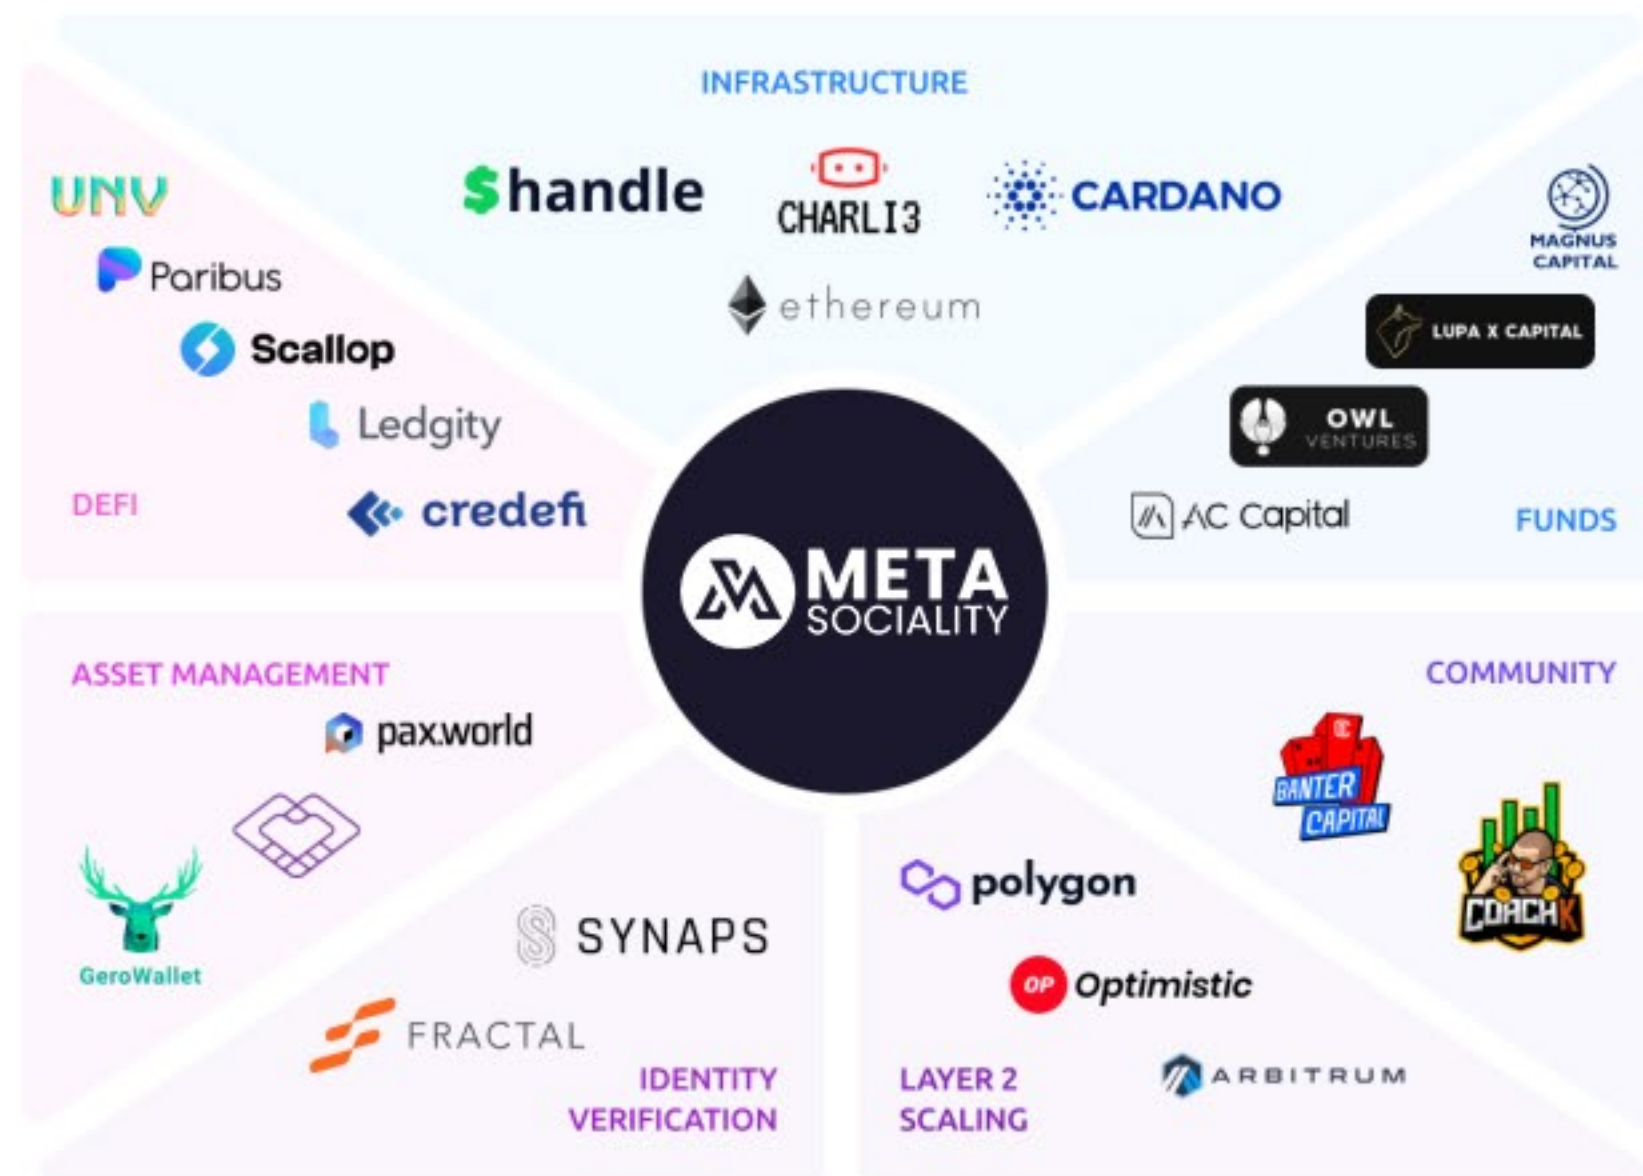 INFRASTRUCTURE
$handle
CHARLI3
CARDANO
ethereum
UNV
Paribus
Scallop
Ledgity
credefi
DEFI
MAGNUS
CAPITAL
LUPA X CAPITAL
OWL
VENTURES
AC Capital
FUNDS
META
SOCIALITY
ASSET MANAGEMENT
pax.world
GeroWallet
SYNAPS
FRACTAL
IDENTITY
VERIFICATION
polygon
OP Optimistic
ARBITRUM
LAYER 2
SCALING
COMMUNITY
BANTER
CAPITAL
COACH K